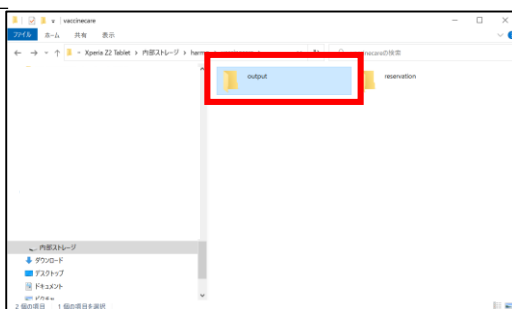 vaccinecare
ファイル ホーム 共有 表示
Xperia Z2 Tablet > 内部ストレージ >
output
reservation
内部ストレージ
ダウンロード
デスクトップ
ドキュメント
2 個の項目 1 個の項目を選択